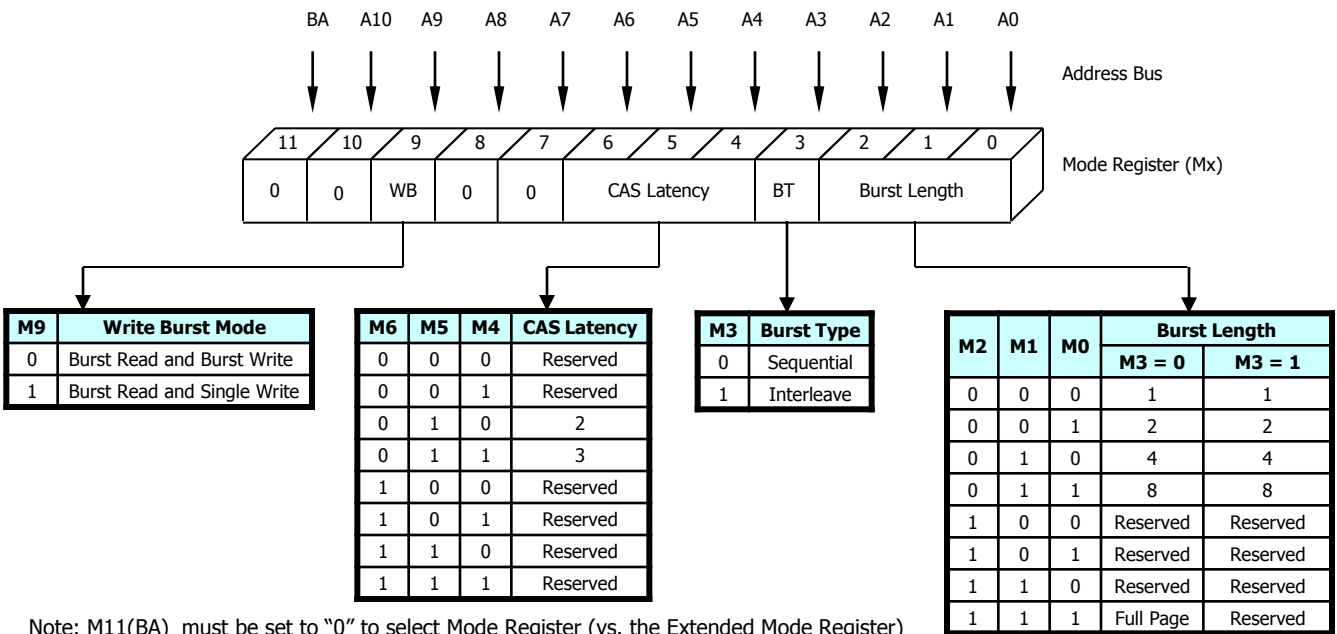 BA A10 A9 A8 A7 A6 A5 A4 A3 A2 A1 A0
Address Bus
11 10 9 8 7 6 5 4 3 2 1 0
Mode Register (Mx)
0 0 WB 0 0 CAS Latency BT Burst Length
M9 Write Burst Mode
0 Burst Read and Burst Write
1 Burst Read and Single Write
M6 M5 M4 CAS Latency
0 0 0 Reserved
0 0 1 Reserved
0 1 0 2
0 1 1 3
1 0 0 Reserved
1 0 1 Reserved
1 1 0 Reserved
1 1 1 Reserved
M3 Burst Type
0 Sequential
1 Interleave
M2 M1 M0 Burst Length
M3 = 0 M3 = 1
0 0 0 1 1
0 0 1 2 2
0 1 0 4 4
0 1 1 8 8
1 0 0 Reserved Reserved
1 0 1 Reserved Reserved
1 1 0 Reserved Reserved
1 1 1 Full Page Reserved
Note: M11(BA) must be set to “0” to select Mode Register (vs. the Extended Mode Register)